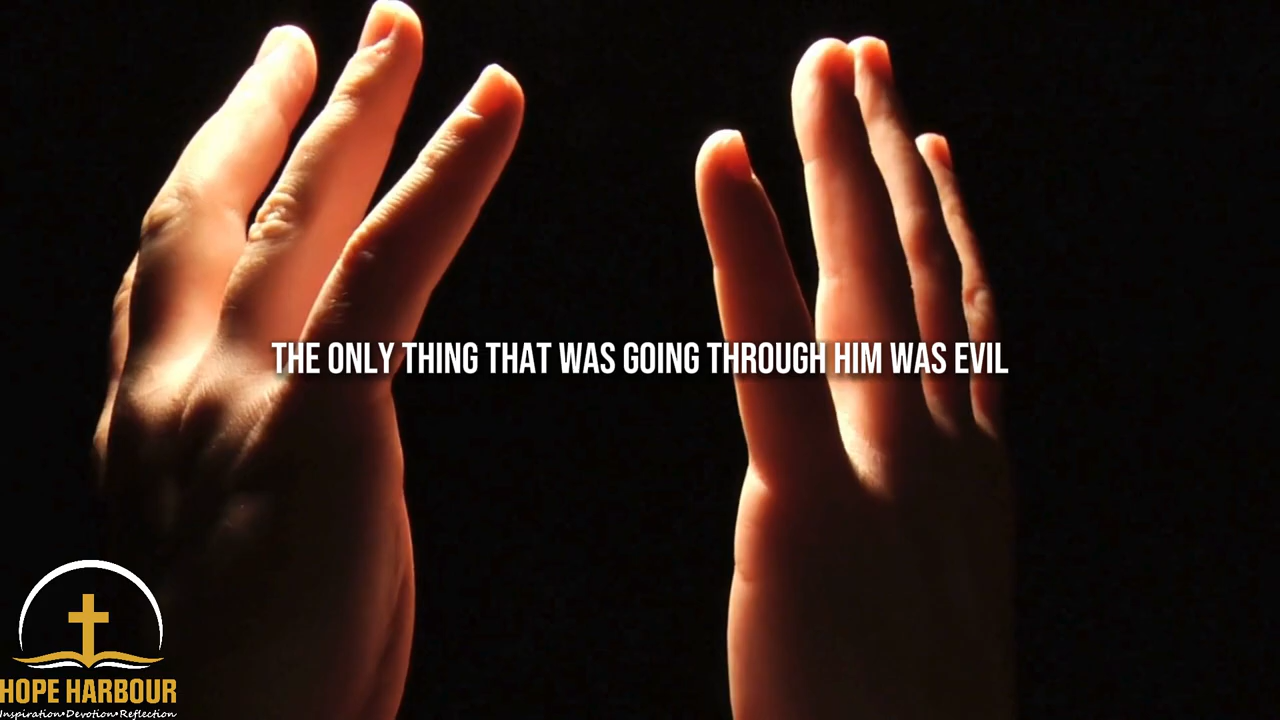 THE ONLY THING THAT WAS GOING THROUGH HIM WAS EVIL
HOPE HARBOUR
Inspiration•Devotion•Reflection